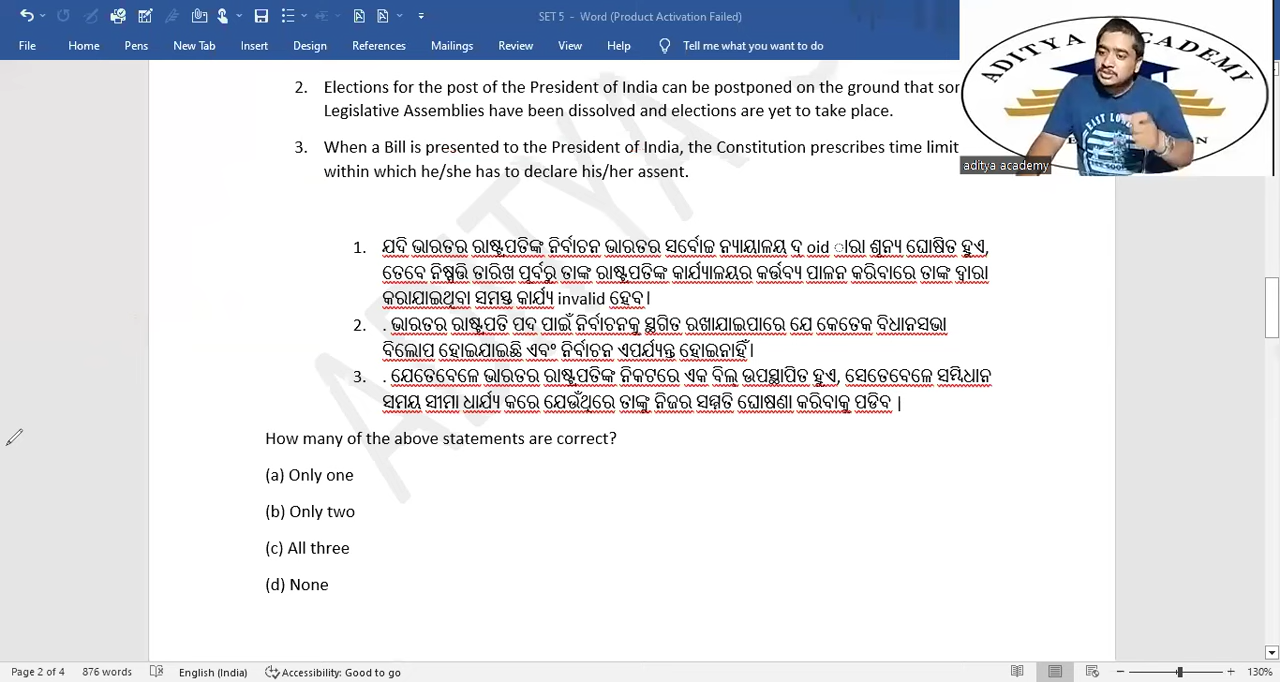 SET 5 - Word (Product Activation Failed)
File Home Pens New Tab Insert Design References Mailings Review View Help Tell me what you want to do
ADITYA ACADEMY
EAST LON
aditya academy
2. Elections for the post of the President of India can be postponed on the ground that
Legislative Assemblies have been dissolved and elections are yet to take place.
3. When a Bill is presented to the President of India, the Constitution prescribes time limit
within which he/she has to declare his/her assent.
1. ଯଦି ଭାରତର ରାଷ୍ଟ୍ରପତିଙ୍କ ନିର୍ବାଚନ ଭାରତର ସର୍ବୋଚ୍ଚ ନ୍ୟାୟାଳୟ ଦ୍ oid ାରା ଶୂନ୍ୟ ଘୋଷିତ ହୁଏ,
ତେବେ ନିଷ୍ପତ୍ତି ତାରିଖ ପୂର୍ବରୁ ତାଙ୍କ ରାଷ୍ଟ୍ରପତିଙ୍କ କାର୍ଯ୍ୟାଳୟର କର୍ତ୍ତବ୍ୟ ପାଳନ କରିବାରେ ତାଙ୍କ ଦ୍ୱାରା
କରାଯାଇଥିବା ସମସ୍ତ କାର୍ଯ୍ୟ invalid ହେବ।
2. . ଭାରତର ରାଷ୍ଟ୍ରପତି ପଦ ପାଇଁ ନିର୍ବାଚନକୁ ସ୍ଥଗିତ ରଖାଯାଇପାରେ ଯେ କେତେକ ବିଧାନସଭା
ବିଲୋପ ହୋଇଯାଇଛି ଏବଂ ନିର୍ବାଚନ ଏପର୍ଯ୍ୟନ୍ତ ହୋଇନାହିଁ।
3. . ଯେତେବେଳେ ଭାରତର ରାଷ୍ଟ୍ରପତିଙ୍କ ନିକଟରେ ଏକ ବିଲ୍ ଉପସ୍ଥାପିତ ହୁଏ, ସେତେବେଳେ ସମ୍ବିଧାନ
ସମୟ ସୀମା ଧାର୍ଯ୍ୟ କରେ ଯେଉଁଥିରେ ତାଙ୍କୁ ନିଜର ସମ୍ମତି ଘୋଷଣା କରିବାକୁ ପଡିବ |
How many of the above statements are correct?
(a) Only one
(b) Only two
(c) All three
(d) None
Page 2 of 4 876 words English (India) Accessibility: Good to go 130%